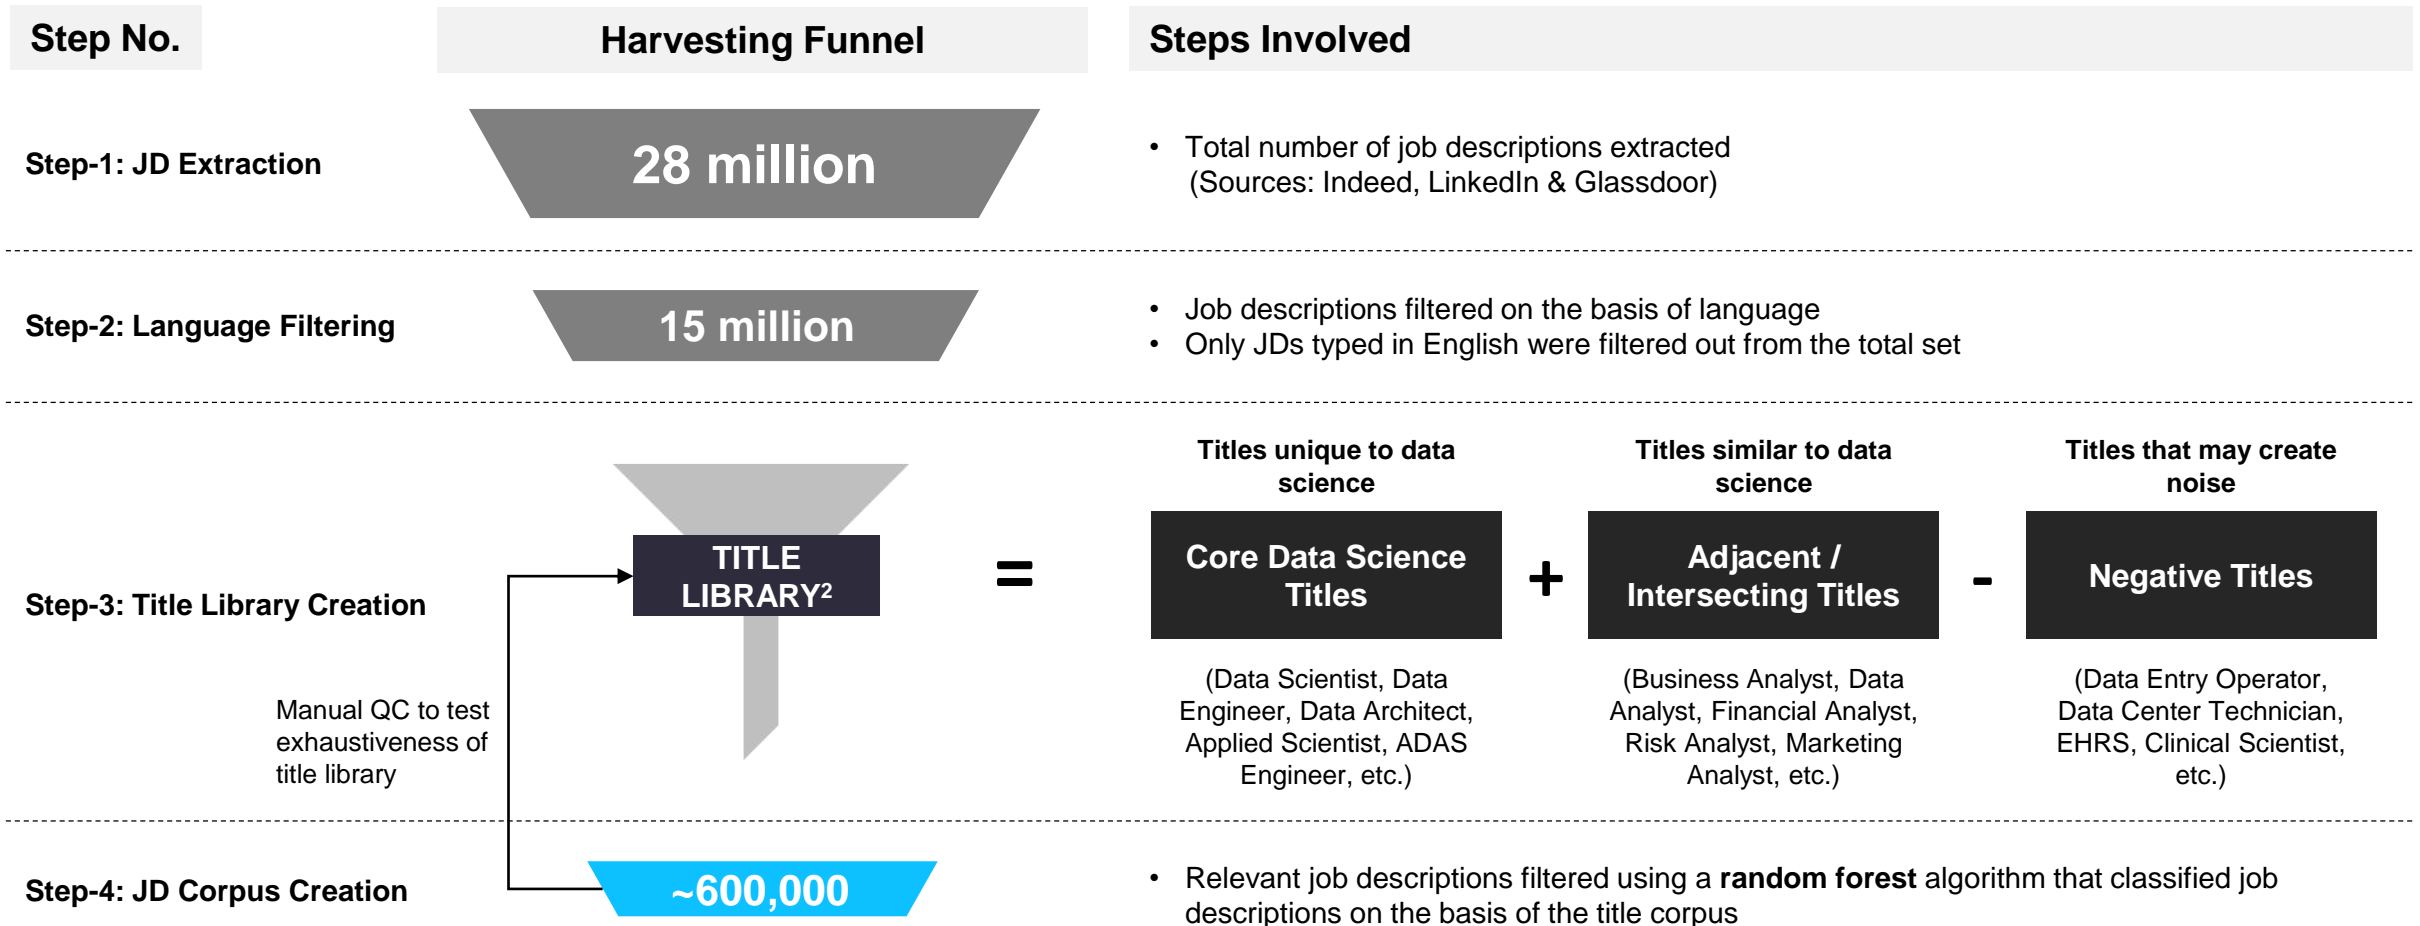 Step No.
Harvesting Funnel
Steps Involved
Step-1: JD Extraction
28 million
• Total number of job descriptions extracted
(Sources: Indeed, LinkedIn & Glassdoor)
Step-2: Language Filtering
15 million
• Job descriptions filtered on the basis of language
• Only JDs typed in English were filtered out from the total set
Step-3: Title Library Creation
TITLE
LIBRARY²
Manual QC to test
exhaustiveness of
title library
=
Titles unique to data
science
Core Data Science
Titles
(Data Scientist, Data
Engineer, Data Architect,
Applied Scientist, ADAS
Engineer, etc.)
+
Titles similar to data
science
Adjacent /
Intersecting Titles
(Business Analyst, Data
Analyst, Financial Analyst,
Risk Analyst, Marketing
Analyst, etc.)
-
Titles that may create
noise
Negative Titles
(Data Entry Operator,
Data Center Technician,
EHRS, Clinical Scientist,
etc.)
Step-4: JD Corpus Creation
~600,000
• Relevant job descriptions filtered using a random forest algorithm that classified job
descriptions on the basis of the title corpus